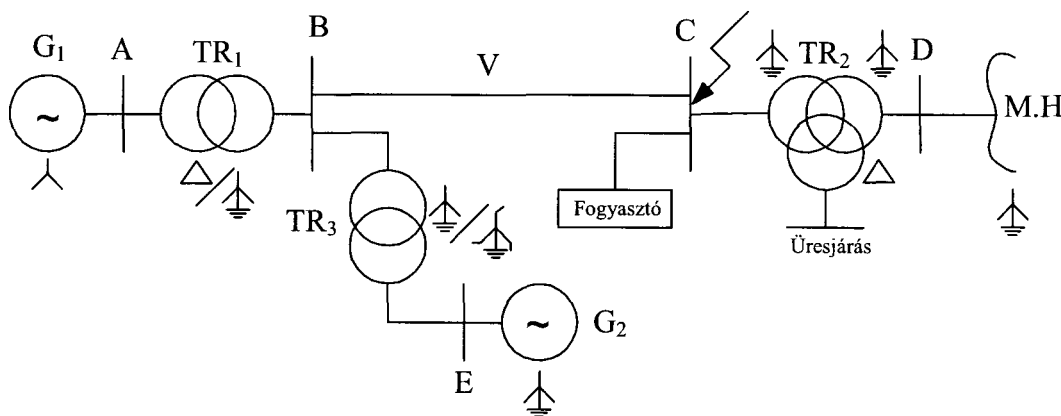 G₁
A
TR₁
B
V
C
TR₂
D
M.H
~
TR₃
Fogyasztó
Üresjárás
~
G₂
E